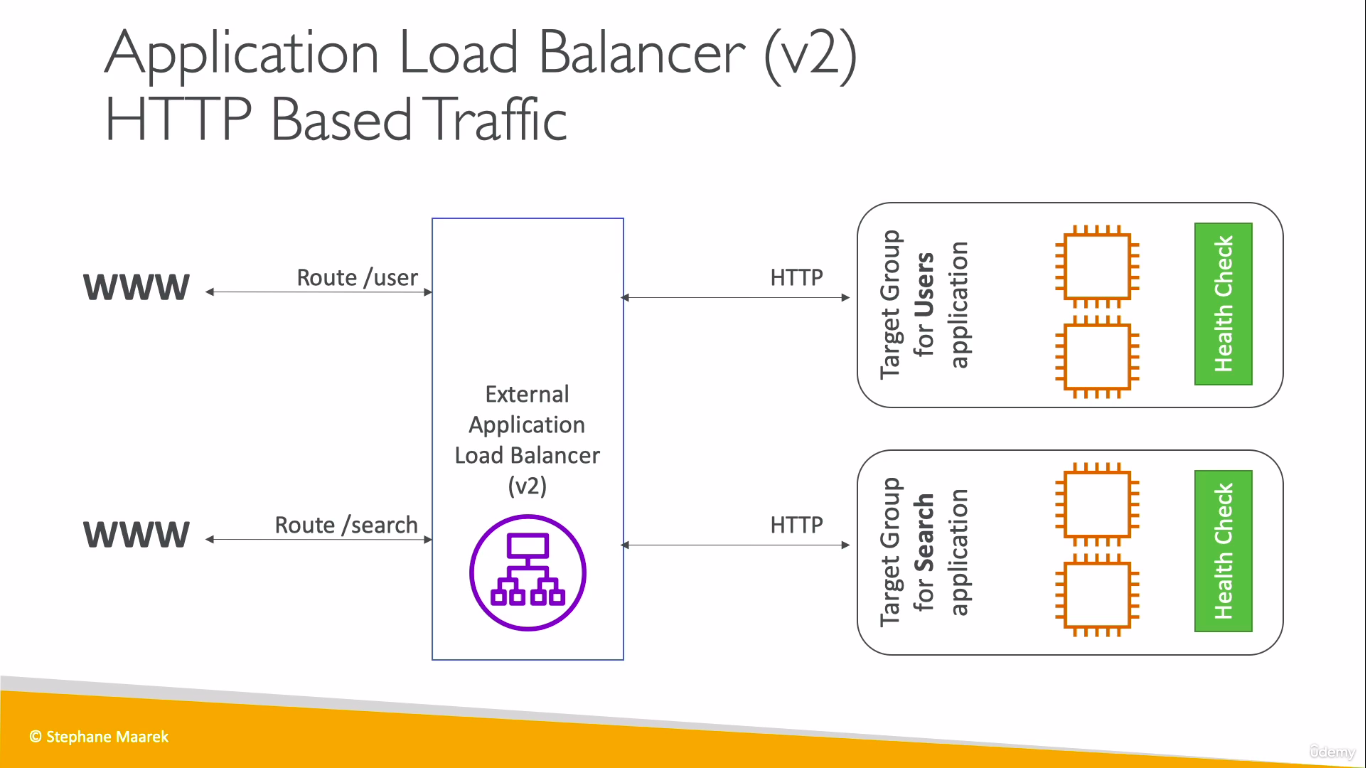 Application Load Balancer (v2)
HTTP Based Traffic
WWW
Route /user
HTTP
Target Group
for Users
application
Health Check
External
Application
Load Balancer
(v2)
WWW
Route /search
HTTP
Target Group
for Search
application
Health Check
© Stephane Maarek
ûdemy